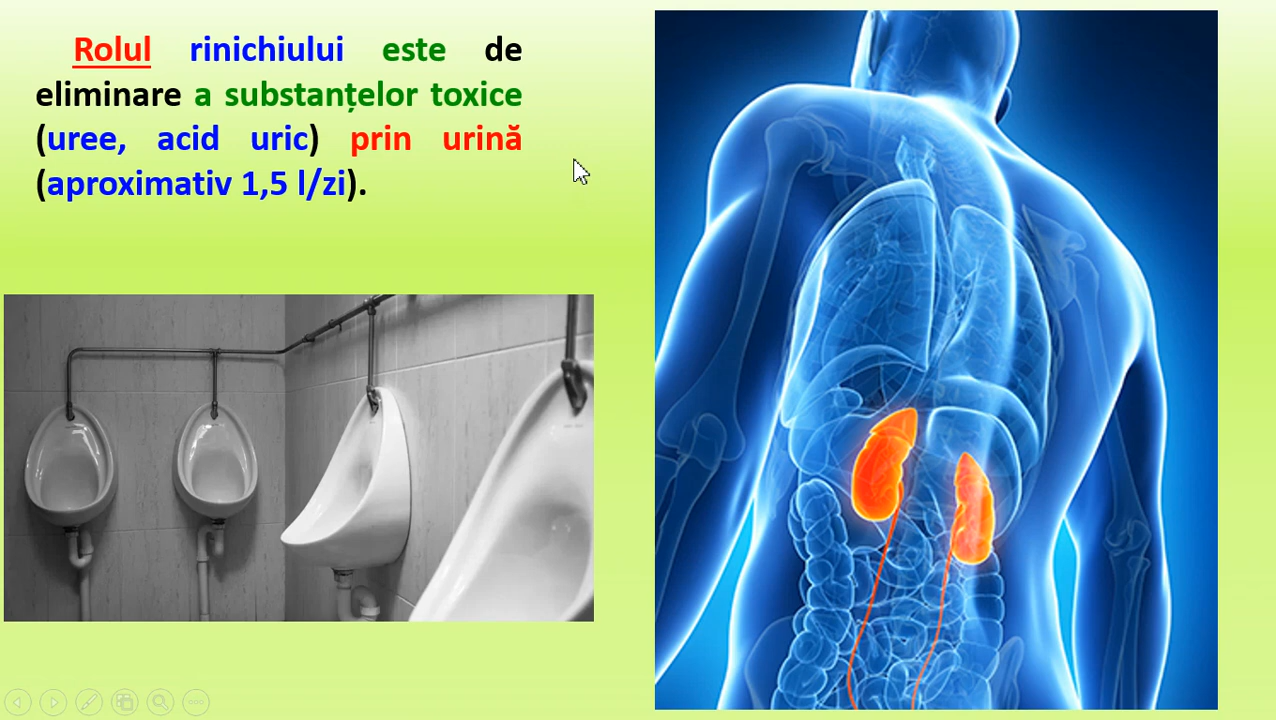 Rolul rinichiului este de
eliminare a substanțelor toxice
(uree, acid uric) prin urină
(aproximativ 1,5 l/zi).